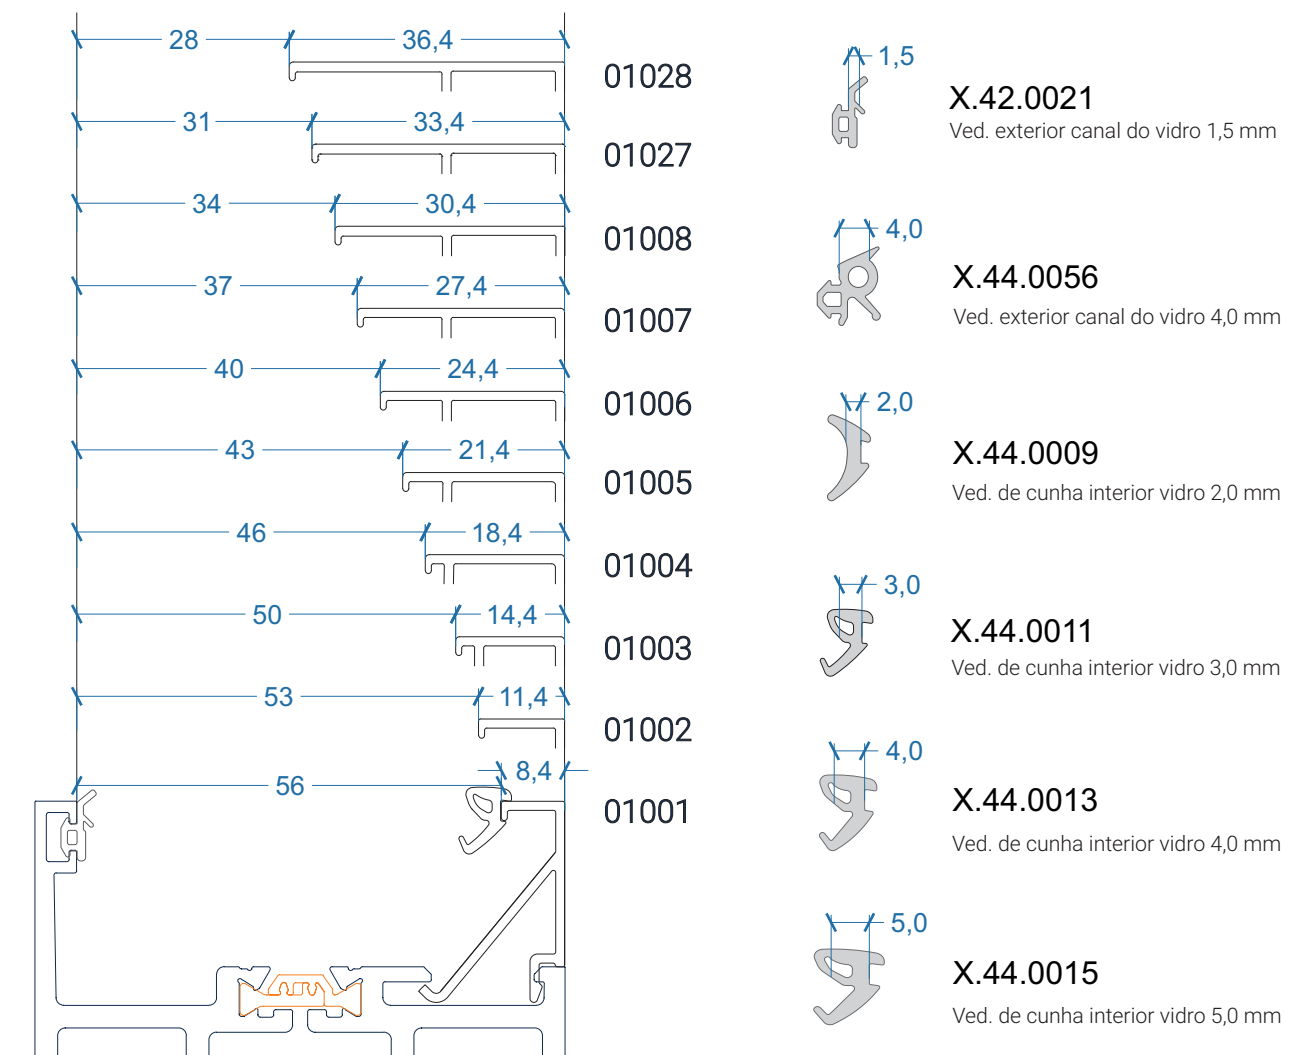 28 36,4
01028
31 33,4
01027
34 30,4
01008
37 27,4
01007
40 24,4
01006
43 21,4
01005
46 18,4
01004
50 14,4
01003
53 11,4
01002
56 8,4
01001
1,5
X.42.0021
Ved. exterior canal do vidro 1,5 mm
4,0
X.44.0056
Ved. exterior canal do vidro 4,0 mm
2,0
X.44.0009
Ved. de cunha interior vidro 2,0 mm
3,0
X.44.0011
Ved. de cunha interior vidro 3,0 mm
4,0
X.44.0013
Ved. de cunha interior vidro 4,0 mm
5,0
X.44.0015
Ved. de cunha interior vidro 5,0 mm